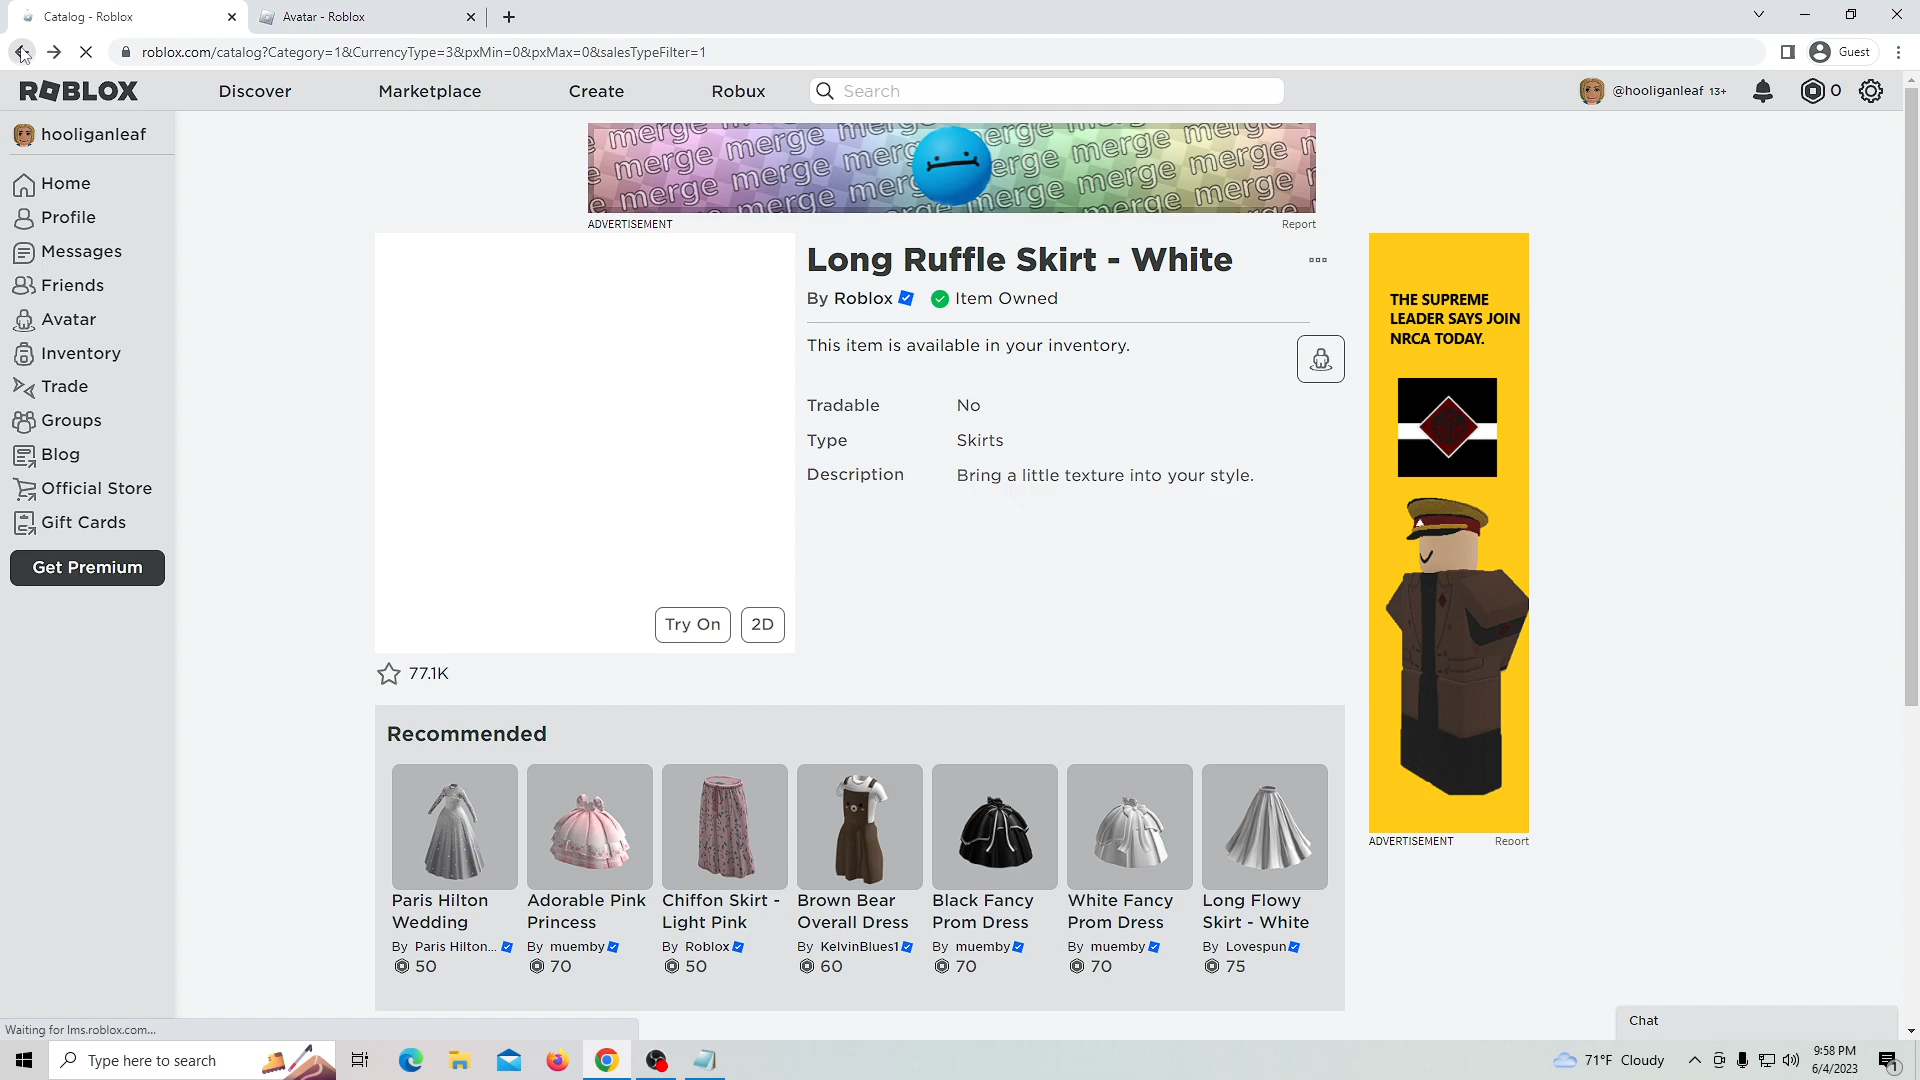 Catalog - Roblox
Avatar - Roblox
roblox.com/catalog?Category=1&CurrencyType=3&pxMin=0&pxMax=0&salesTypeFilter=1
Guest
ROBLOX
Discover
Marketplace
Create
Robux
Search
@hooliganleaf 13+
0
hooliganleaf
Home
Profile
Messages
Friends
Avatar
Inventory
Trade
Groups
Blog
Official Store
Gift Cards
Get Premium
merge merge merge merge merge merge
ADVERTISEMENT
Report
Long Ruffle Skirt - White
By Roblox
Item Owned
This item is available in your inventory.
Tradable No
Type Skirts
Description Bring a little texture into your style.
Try On
2D
77.1K
THE SUPREME
LEADER SAYS JOIN
NRCA TODAY.
ADVERTISEMENT
Report
Recommended
Paris Hilton
Wedding
By Paris Hilton...
50
Adorable Pink
Princess
By muemby
70
Chiffon Skirt -
Light Pink
By Roblox
50
Brown Bear
Overall Dress
By KelvinBlues1
60
Black Fancy
Prom Dress
By muemby
70
White Fancy
Prom Dress
By muemby
70
Long Flowy
Skirt - White
By Lovespun
75
Chat
Waiting for lms.roblox.com...
Type here to search
71°F Cloudy
9:58 PM
6/4/2023
1